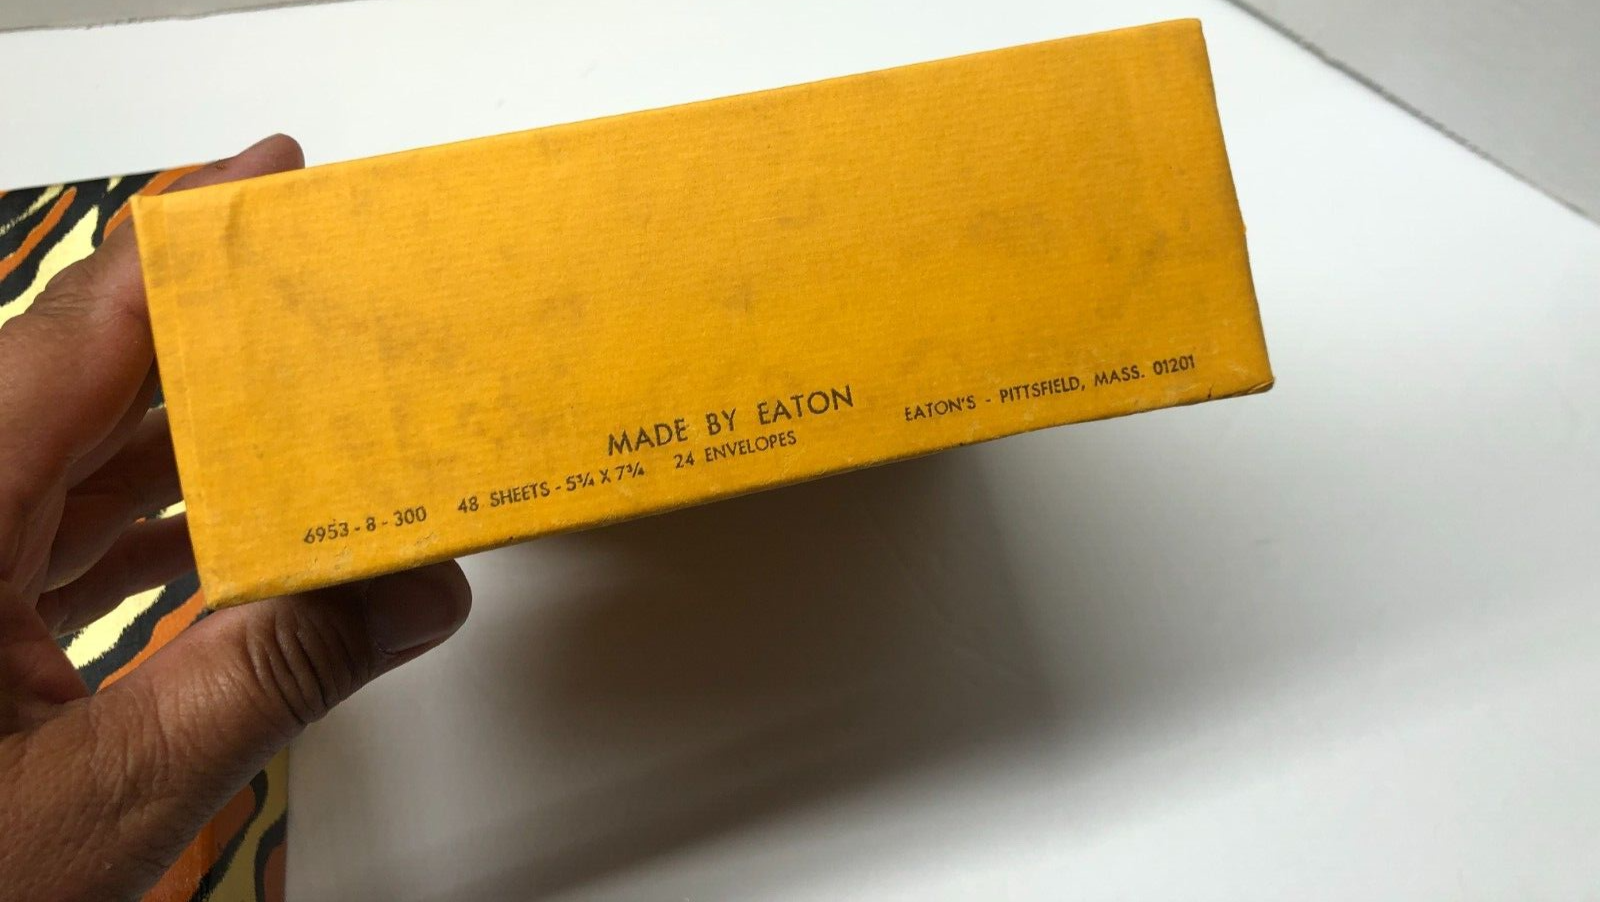 MADE BY EATON
6953-8-300 48 SHEETS - 5¾ X 7¾ 24 ENVELOPES EATON'S - PITTSFIELD, MASS. 01201